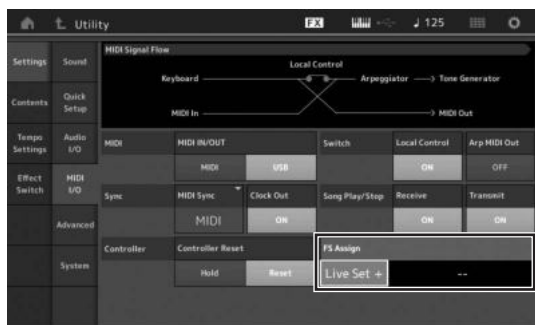 Utility
FX
125
Settings
Sound
Contents
Quick Setup
Tempo Settings
Audio I/O
Effect Switch
MIDI I/O
Advanced
System
MIDI Signal Flow
Local Control
Keyboard
Arpeggiator
Tone Generator
MIDI In
MIDI Out
MIDI
MIDI IN/OUT
Switch
Local Control
Arp MIDI Out
MIDI
USB
ON
OFF
Sync
MIDI Sync
Clock Out
Song Play/Stop
Receive
Transmit
MIDI
ON
ON
ON
Controller
Controller Reset
FS Assign
Hold
Reset
Live Set +
--